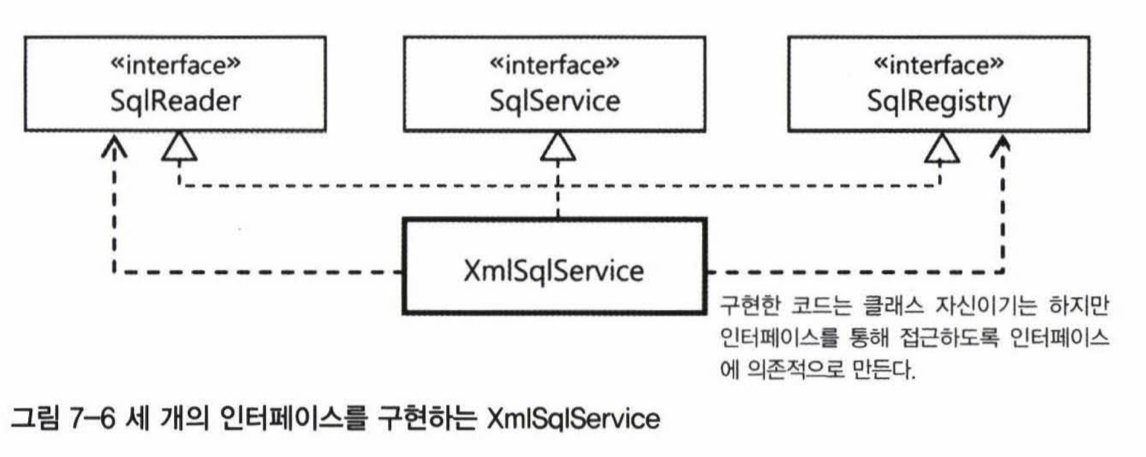 «interface»
SqlReader
«interface»
SqlService
«interface»
SqlRegistry
XmlSqlService
구현한 코드는 클래스 자신이기는 하지만
인터페이스를 통해 접근하도록 인터페이스
에 의존적으로 만든다.
그림 7-6 세 개의 인터페이스를 구현하는 XmlSqlService